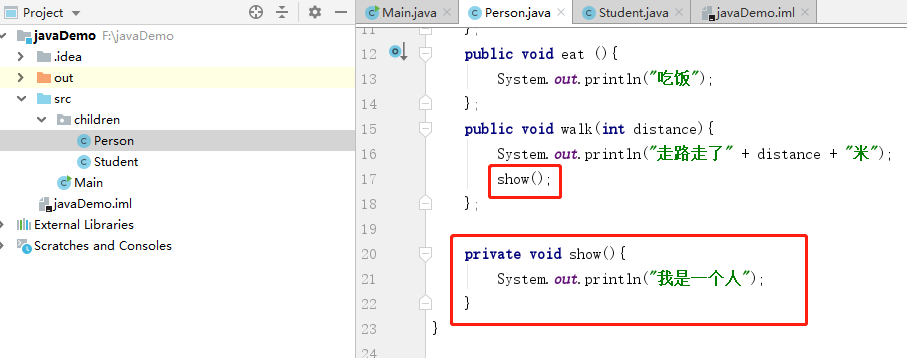 Project
Main.java
Person.java
Student.java
javaDemo.iml
javaDemo F:\javaDemo
.idea
out
src
children
Person
Student
Main
javaDemo.iml
External Libraries
Scratches and Consoles
11 };
12 public void eat (){
13 System.out.println("吃饭");
14 };
15 public void walk(int distance){
16 System.out.println("走路走了" + distance + "米");
17 show();
18 };
19
20 private void show(){
21 System.out.println("我是一个人");
22 }
23 }
24